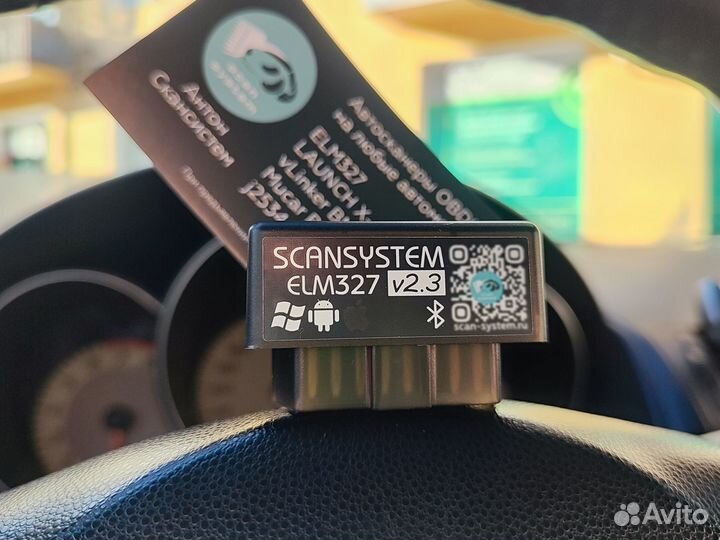 Антон
Скансистем
Автосканеры OBD
на любые автом
ELM327
LAUNCH X
vLinker B
Mucar
j2534
SCANSYSTEM
ELM327 v2.3
scan-system.ru
Avito